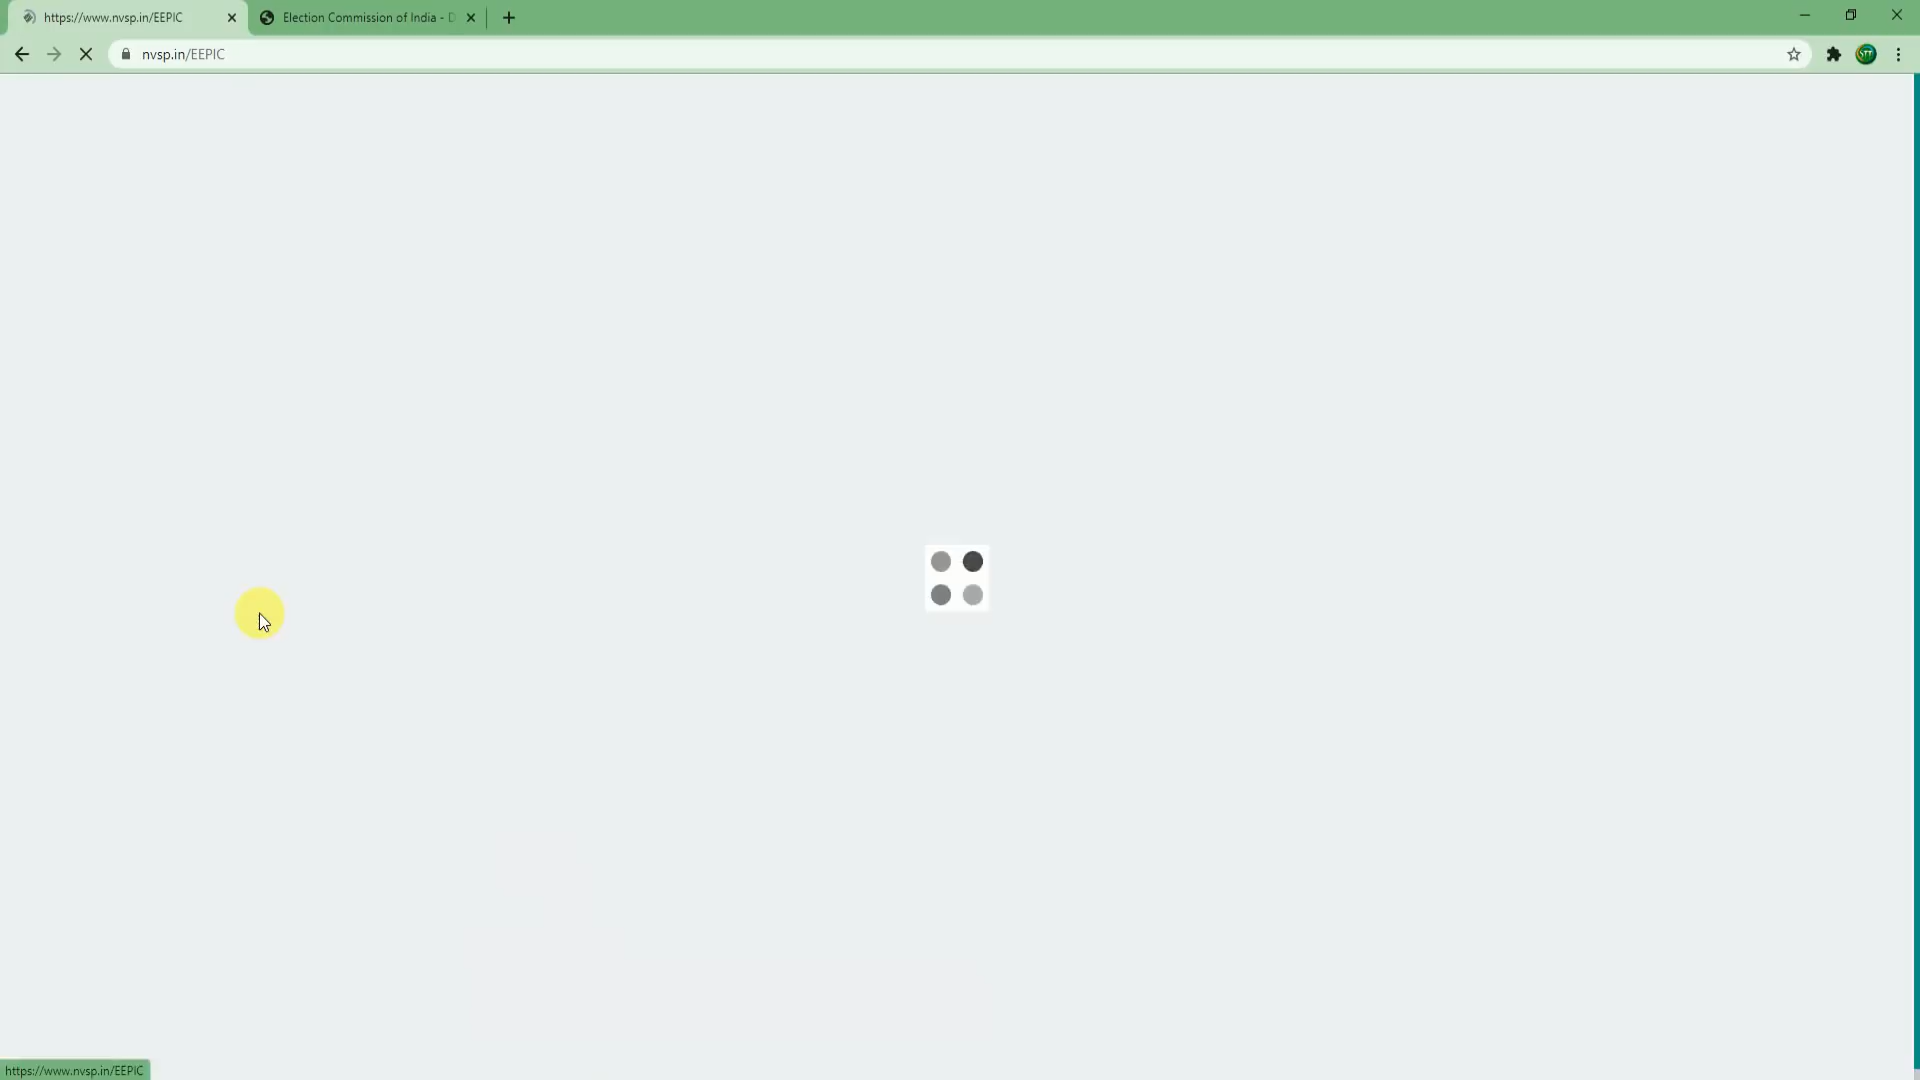 https://www.nvsp.in/EEPIC
Election Commission of India - D
nvsp.in/EEPIC
https://www.nvsp.in/EEPIC